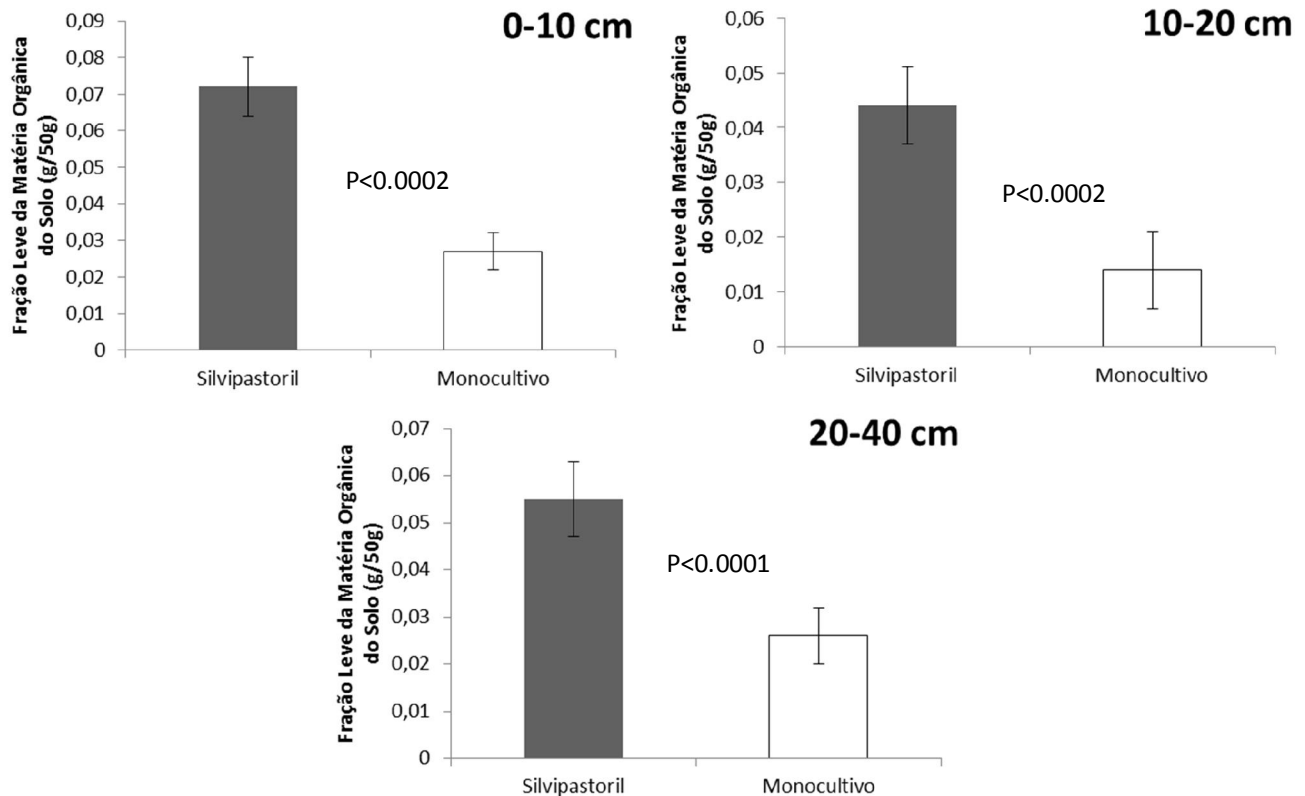 0-10 cm
Fração Leve da Matéria Orgânica
do Solo (g/50g)
0,09
0,08
0,07
0,06
0,05
0,04
0,03
0,02
0,01
0
P<0.0002
Silvipastoril
Monocultivo
10-20 cm
Fração Leve da Matéria Orgânica
do Solo (g/50g)
0,06
0,05
0,04
0,03
0,02
0,01
0
P<0.0002
Silvipastoril
Monocultivo
20-40 cm
Fração Leve da Matéria Orgânica
do Solo (g/50g)
0,07
0,06
0,05
0,04
0,03
0,02
0,01
0
P<0.0001
Silvipastoril
Monocultivo